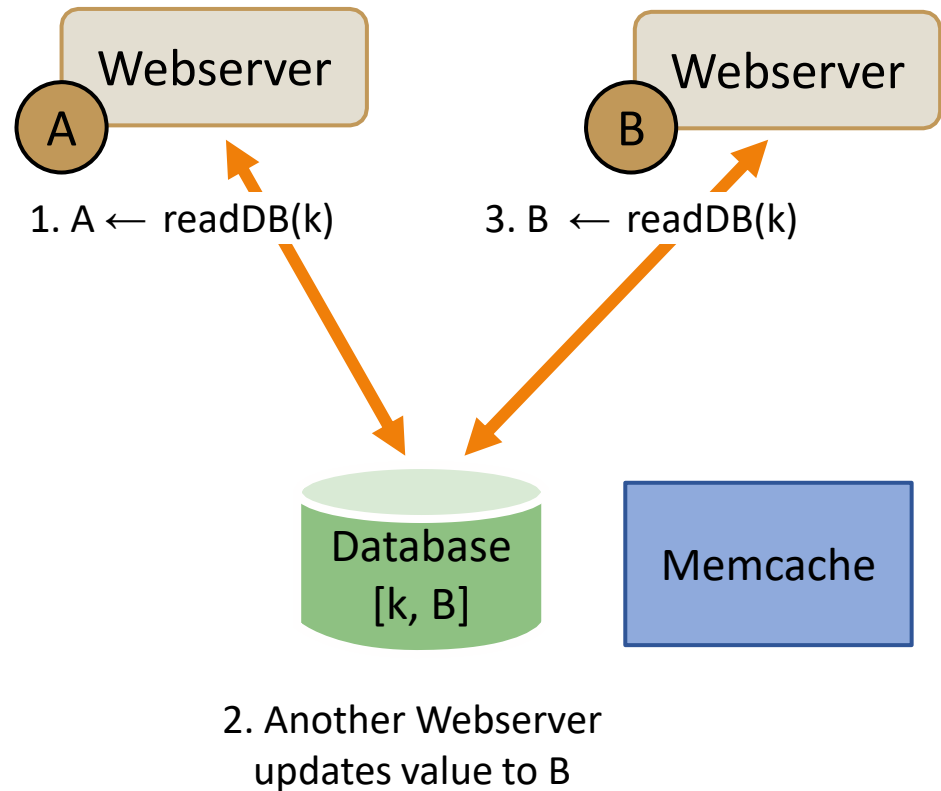 Webserver
A
Webserver
B
1. A ← readDB(k)
3. B ← readDB(k)
Database
[k, B]
Memcache
2. Another Webserver
updates value to B